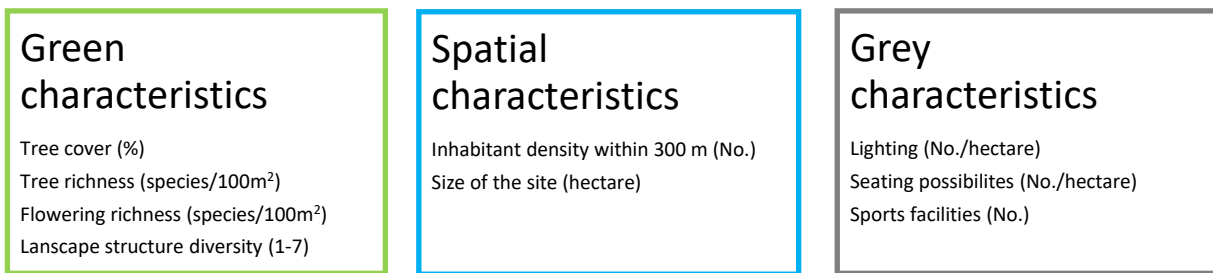 Green
characteristics
Tree cover (%)
Tree richness (species/100m²)
Flowering richness (species/100m²)
Lanscape structure diversity (1-7)
Spatial
characteristics
Inhabitant density within 300 m (No.)
Size of the site (hectare)
Grey
characteristics
Lighting (No./hectare)
Seating possibilites (No./hectare)
Sports facilities (No.)